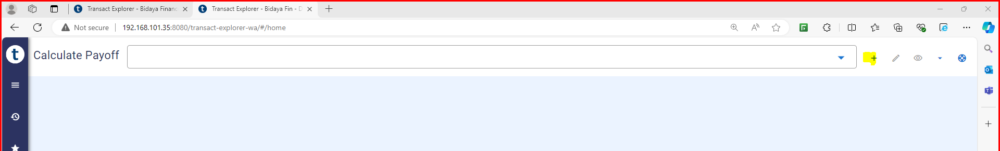 Transact Explorer - Bidaya Financ
Transact Explorer - Bidaya Fin - D
Not secure
192.168.101.35:8080/transact-explorer-wa/#/home
t
Calculate Payoff